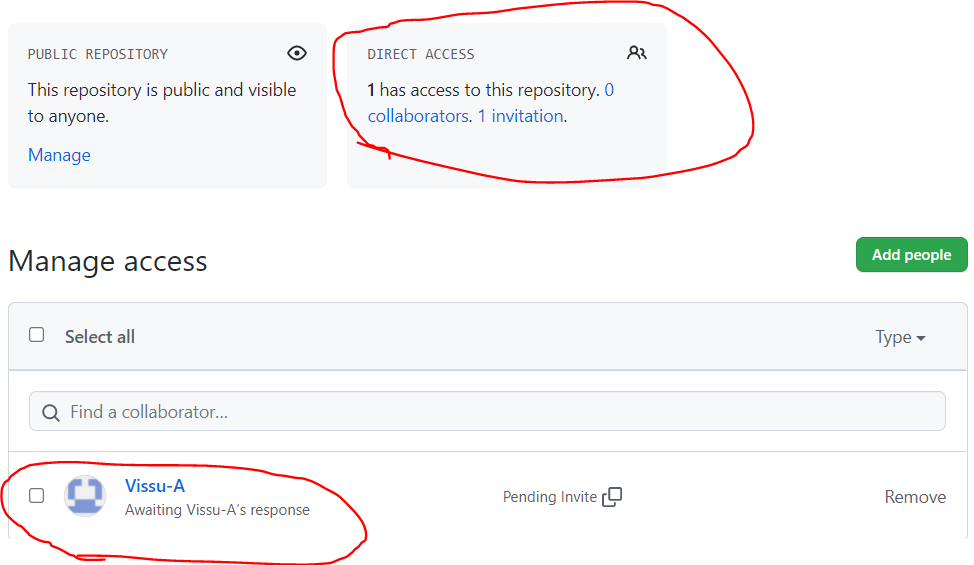 PUBLIC REPOSITORY
This repository is public and visible
to anyone.
Manage
DIRECT ACCESS
1 has access to this repository. 0
collaborators. 1 invitation.
Manage access
Add people
Select all
Type
Find a collaborator...
Vissu-A
Awaiting Vissu-A's response
Pending Invite
Remove